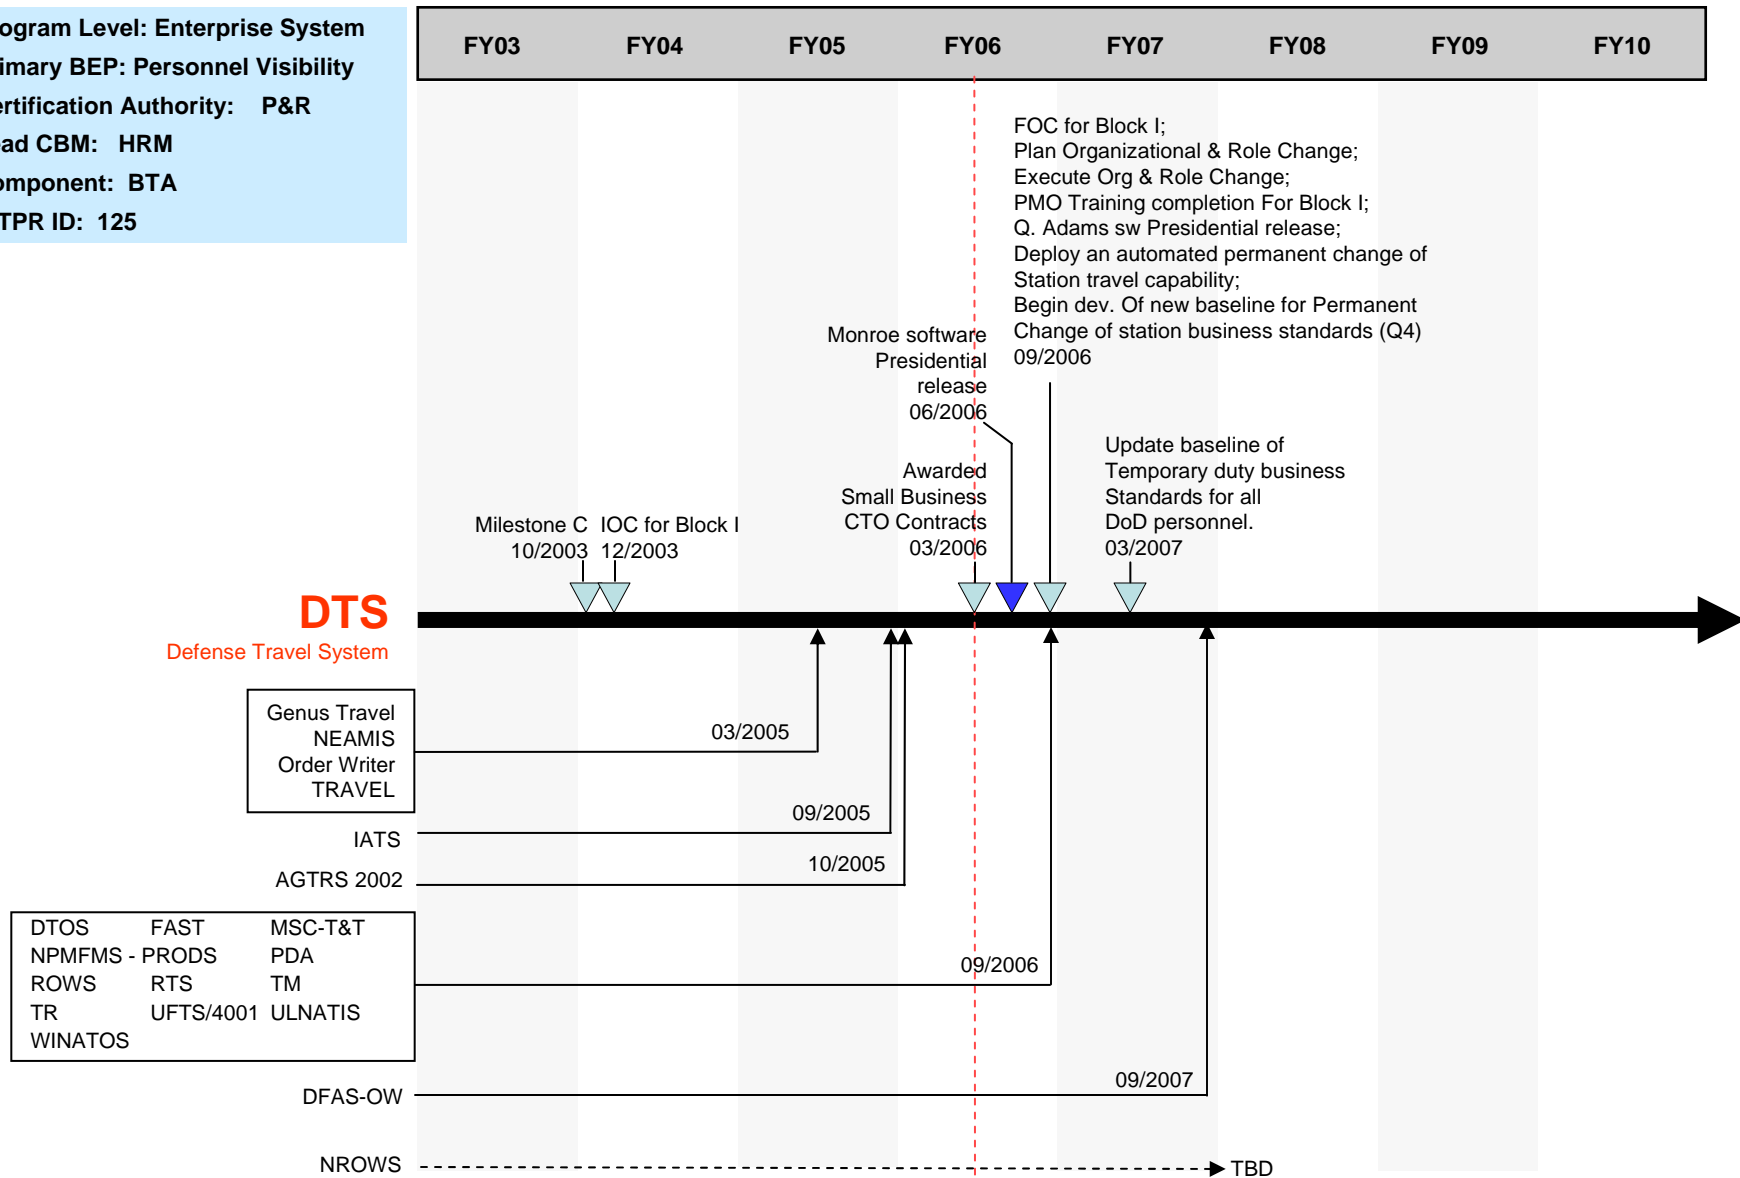 ogram Level: Enterprise System
imary BEP: Personnel Visibility
ertification Authority: P&R
ead CBM: HRM
omponent: BTA
TPR ID: 125
FY03 FY04 FY05 FY06 FY07 FY08 FY09 FY10
FOC for Block I;
Plan Organizational & Role Change;
Execute Org & Role Change;
PMO Training completion For Block I;
Q. Adams sw Presidential release;
Deploy an automated permanent change of
Station travel capability;
Begin dev. Of new baseline for Permanent
Change of station business standards (Q4)
09/2006
Monroe software
Presidential
release
06/2006
Awarded
Small Business
CTO Contracts
03/2006
Update baseline of
Temporary duty business
Standards for all
DoD personnel.
03/2007
Milestone C
10/2003
IOC for Block I
12/2003
DTS
Defense Travel System
Genus Travel
NEAMIS
Order Writer
TRAVEL
03/2005
IATS
09/2005
AGTRS 2002
10/2005
DTOS FAST MSC-T&T
NPMFMS - PRODS PDA
ROWS RTS TM
TR UFTS/4001 ULNATIS
WINATOS
09/2006
DFAS-OW
09/2007
NROWS
TBD